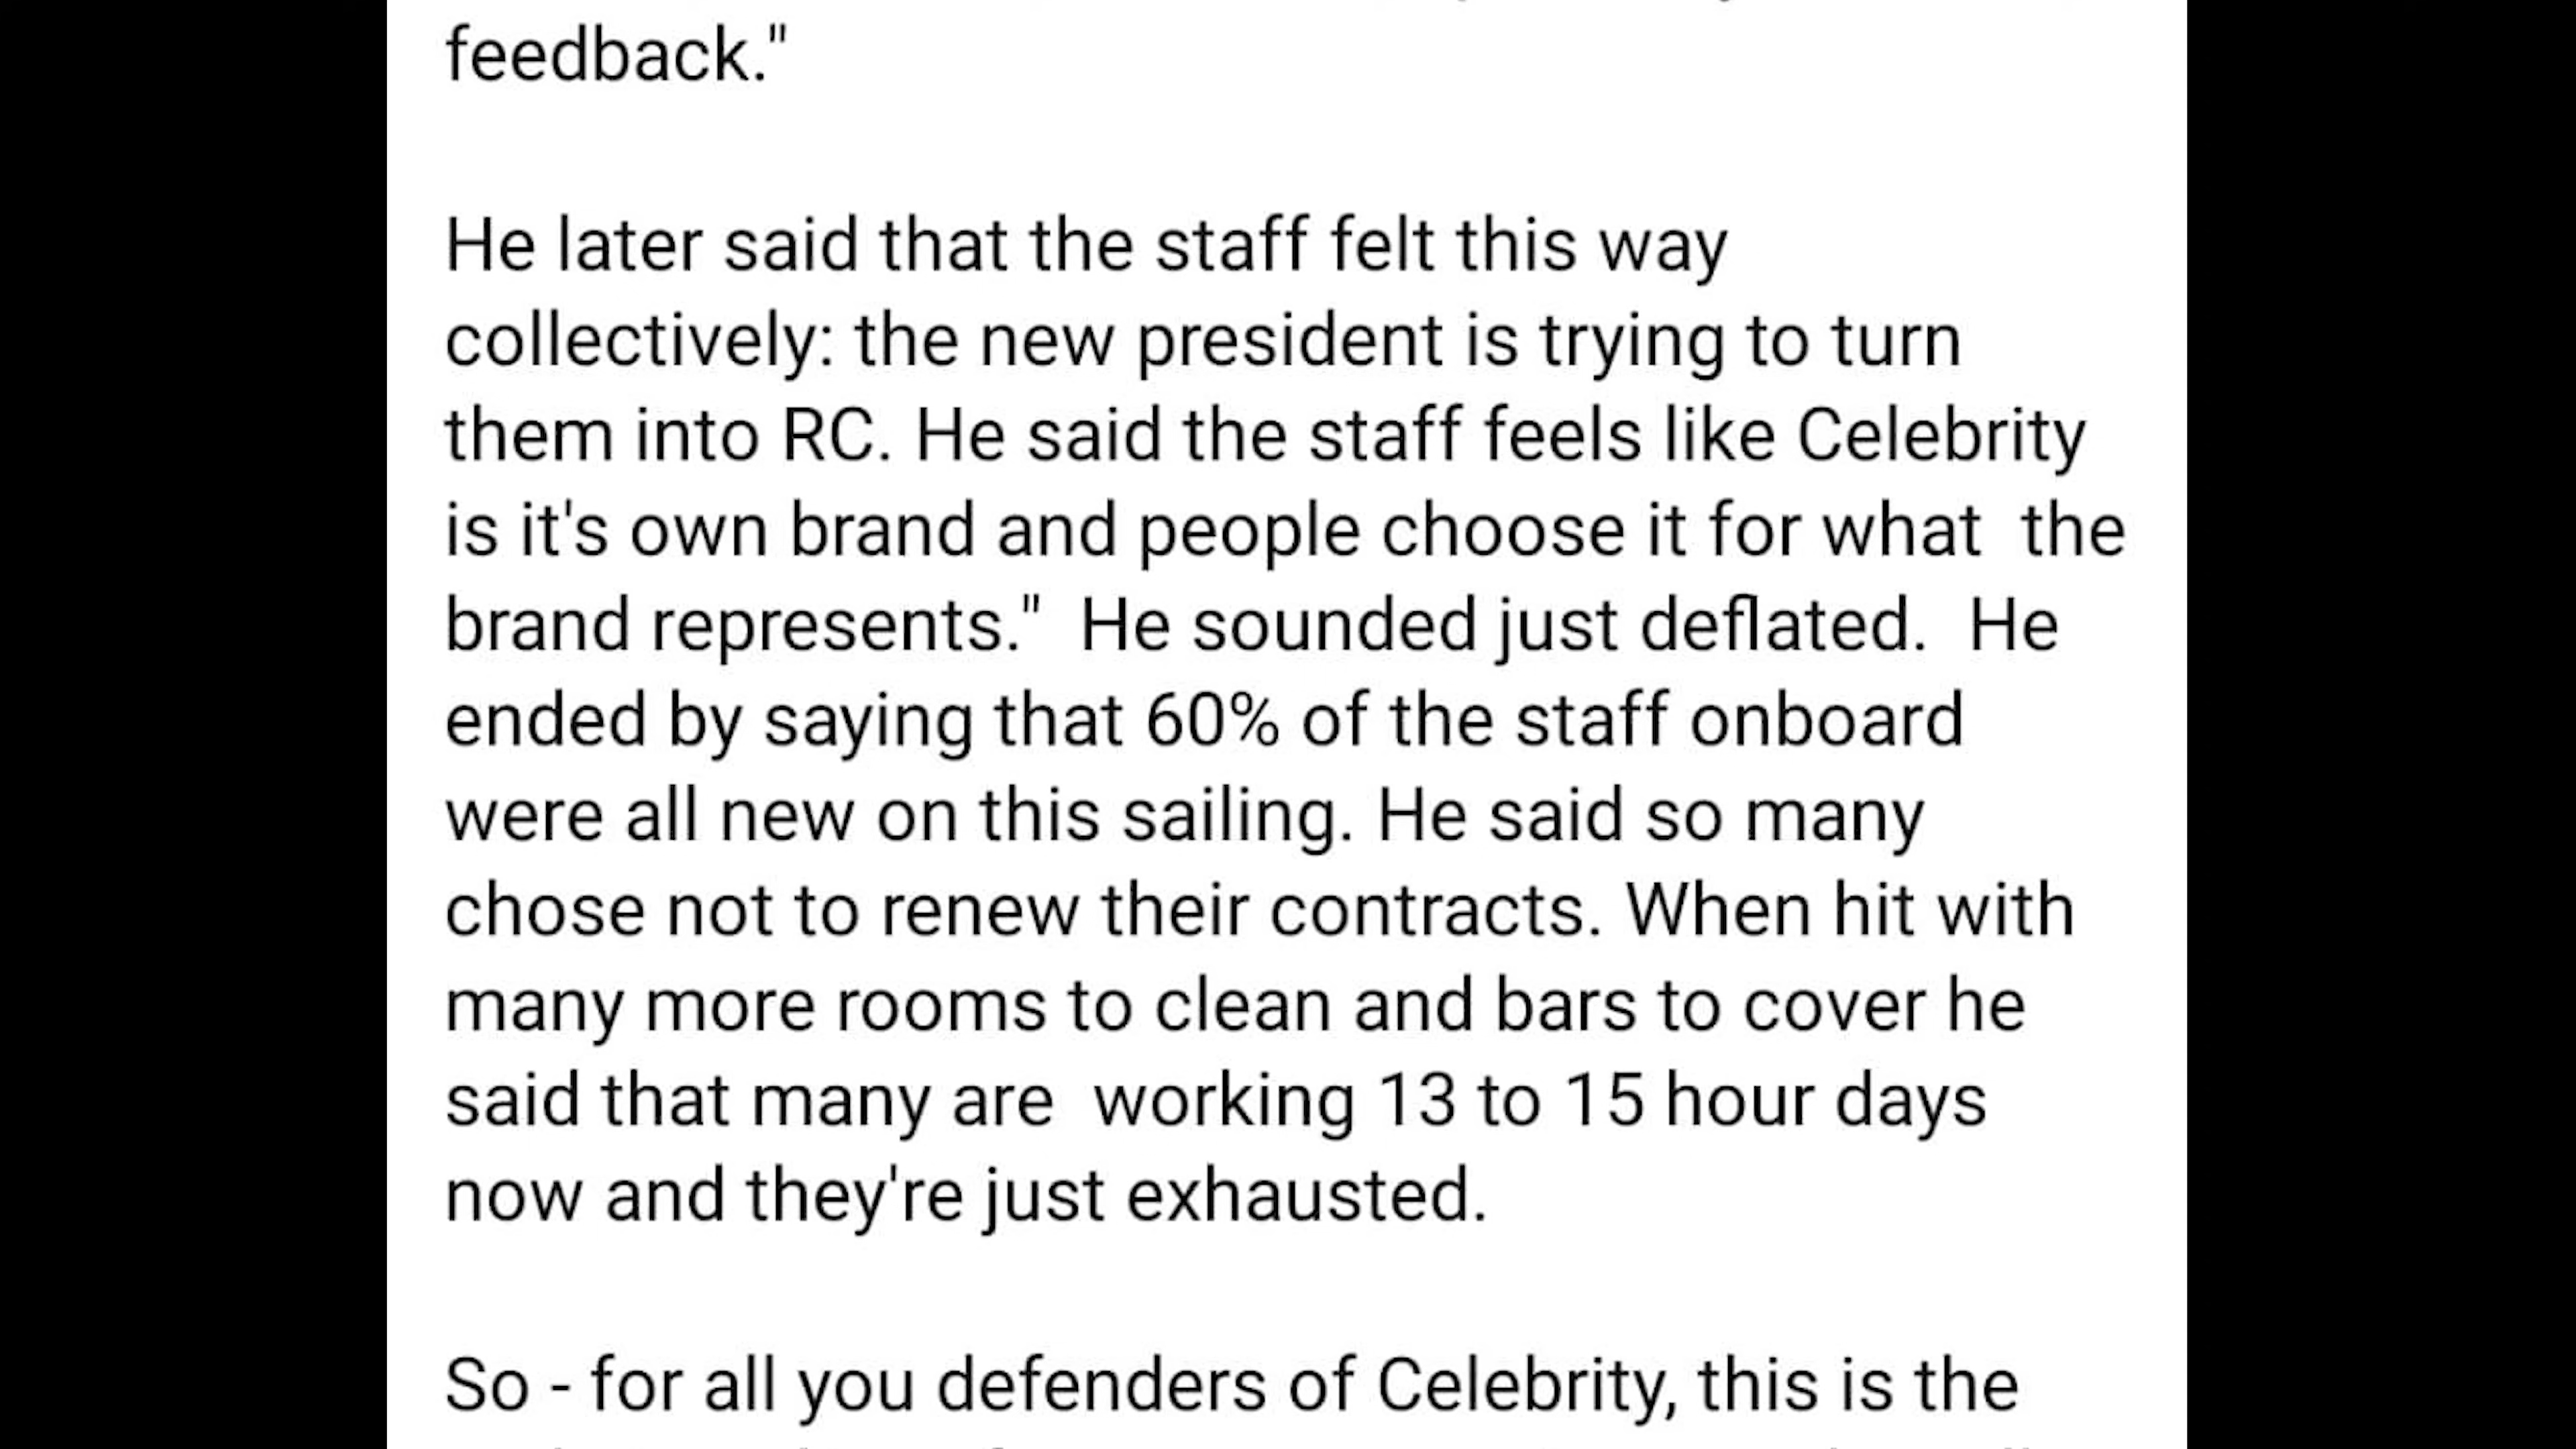 feedback."
He later said that the staff felt this way
collectively: the new president is trying to turn
them into RC. He said the staff feels like Celebrity
is it's own brand and people choose it for what  the
brand represents."  He sounded just deflated.  He
ended by saying that 60% of the staff onboard
were all new on this sailing. He said so many
chose not to renew their contracts. When hit with
many more rooms to clean and bars to cover he
said that many are  working 13 to 15 hour days
now and they're just exhausted.
So - for all you defenders of Celebrity, this is the